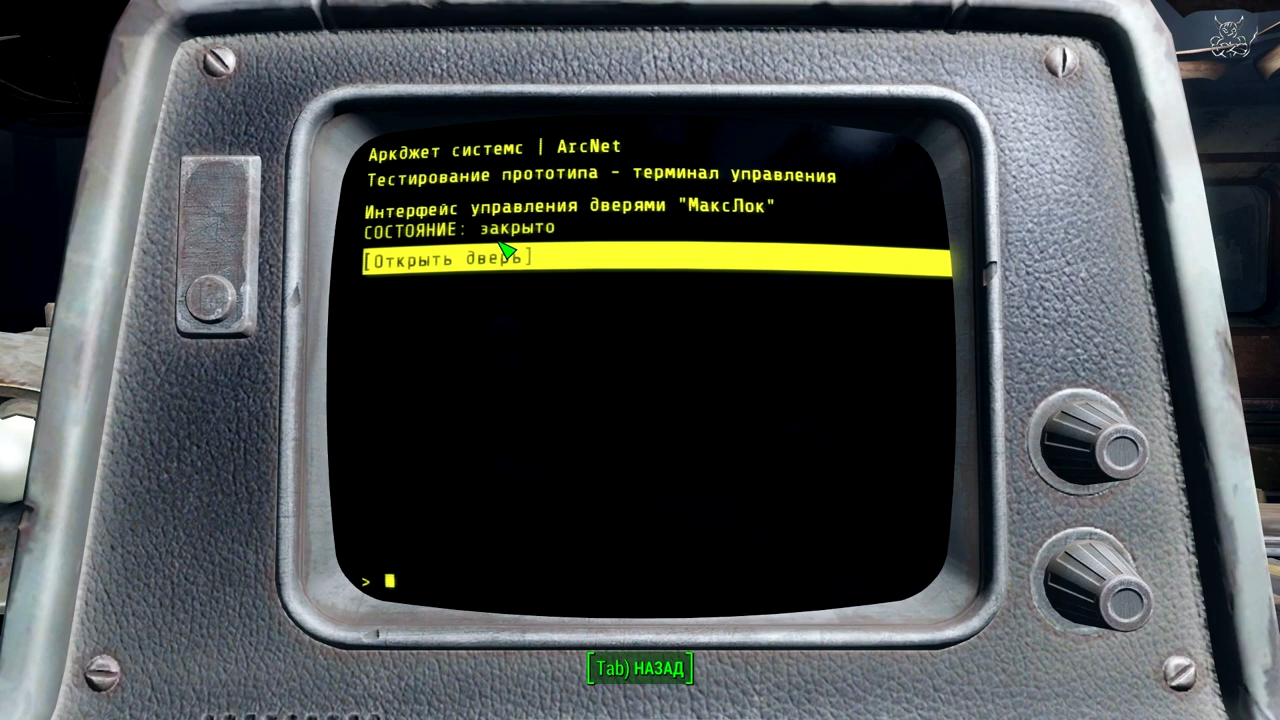 Аркджет системс | ArcNet
Тестирование прототипа - терминал управления
Интерфейс управления дверями "МаксЛок"
СОСТОЯНИЕ: закрыто
[Открыть дверь]
>
[Tab) НАЗАД]